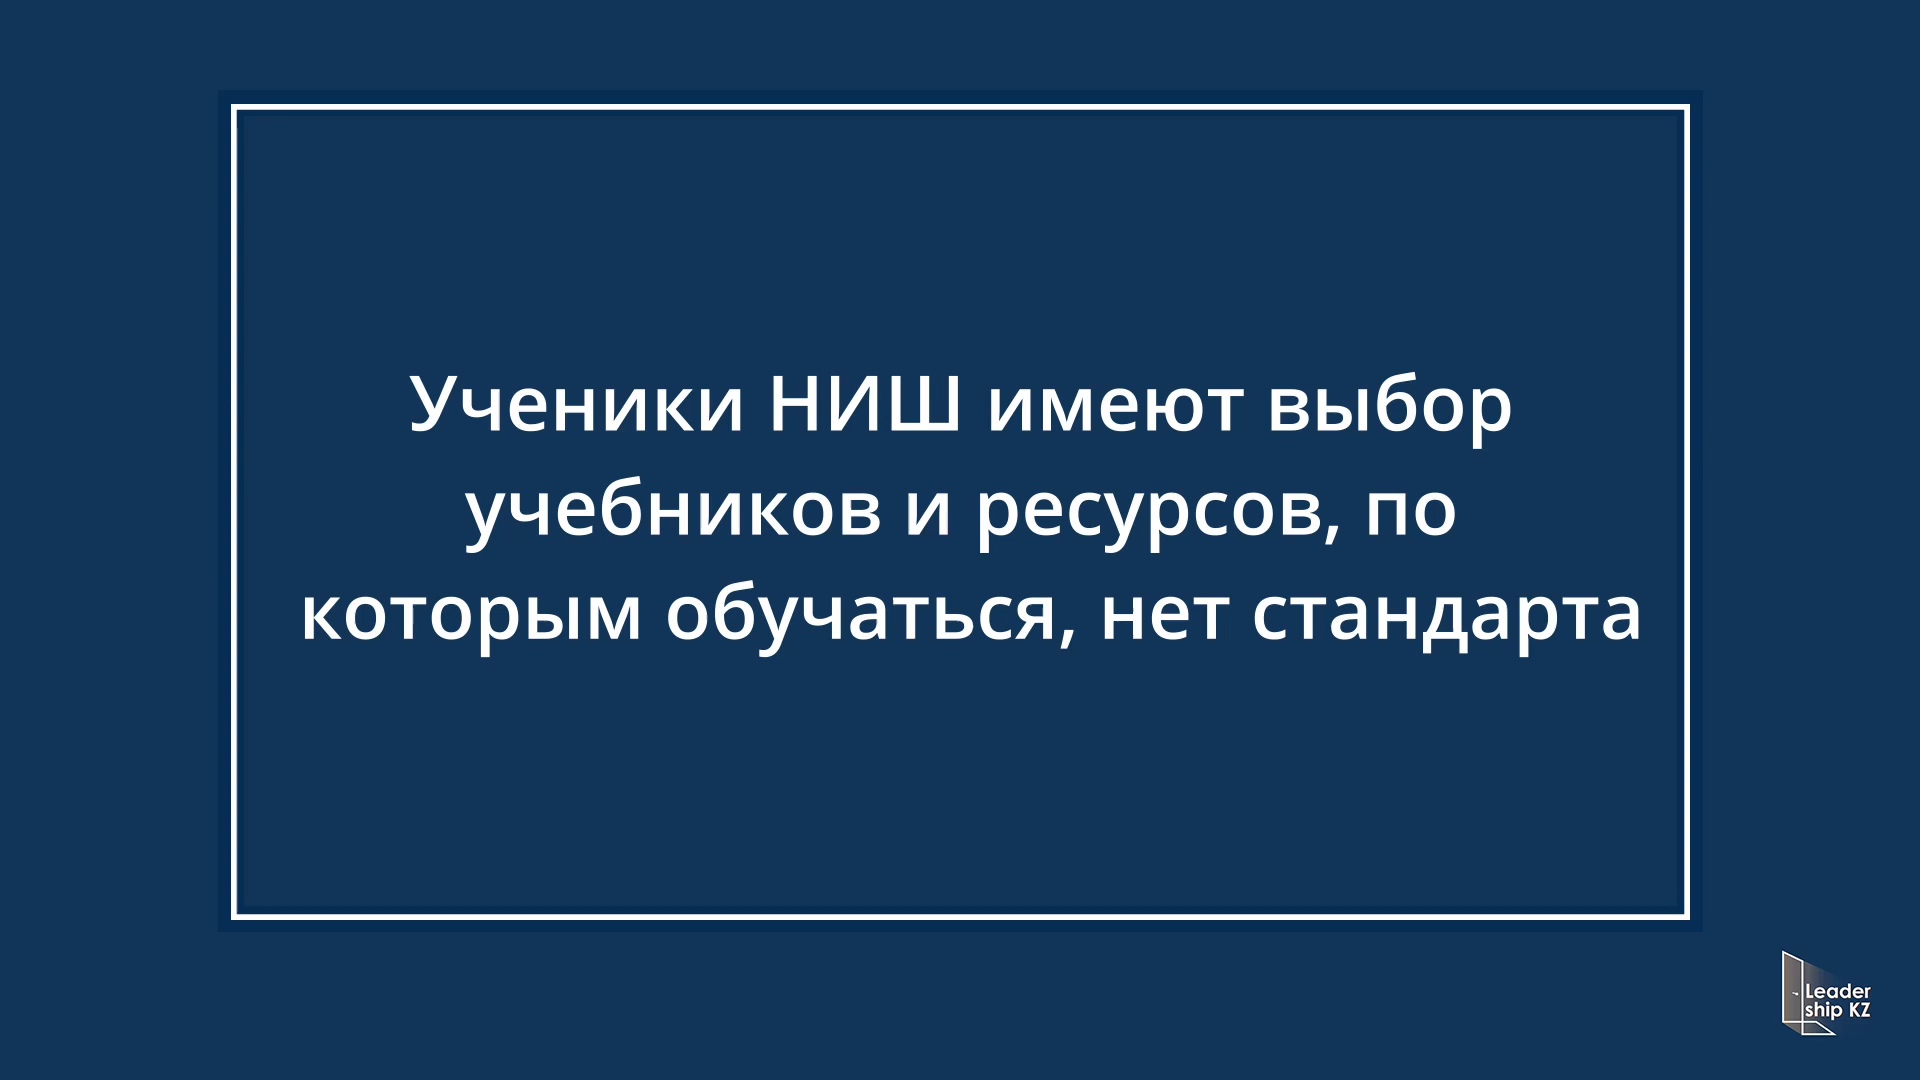 Ученики НИШ имеют выбор
учебников и ресурсов, по
которым обучаться, нет стандарта
Leader
ship KZ